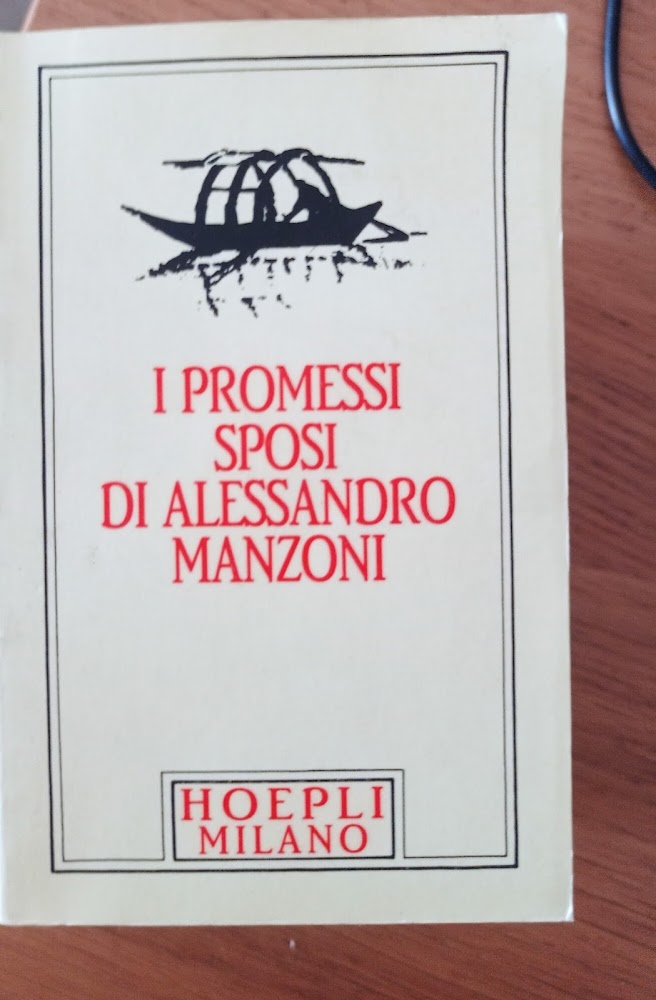 I PROMESSI
SPOSI
DI ALESSANDRO
MANZONI
HOEPLI
MILANO